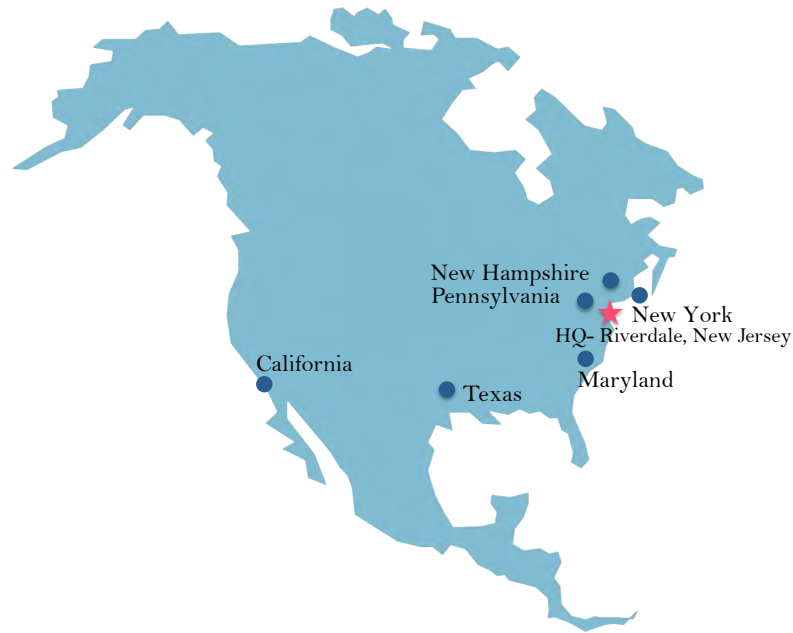 New Hampshire
Pennsylvania
New York
HQ- Riverdale, New Jersey
California
Maryland
Texas